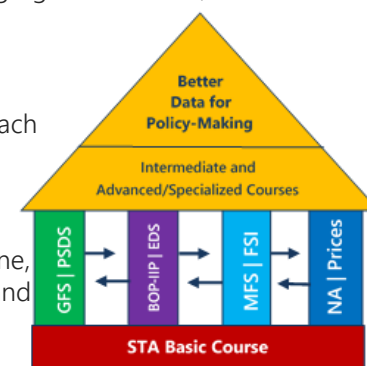 Better
Data for
Policy-Making
ach
Intermediate and
Advanced/Specialized Courses
ne,
nd
GFS | PSDS
BOP-IIP | EDS
MFS | FSI
NA | Prices
STA Basic Course